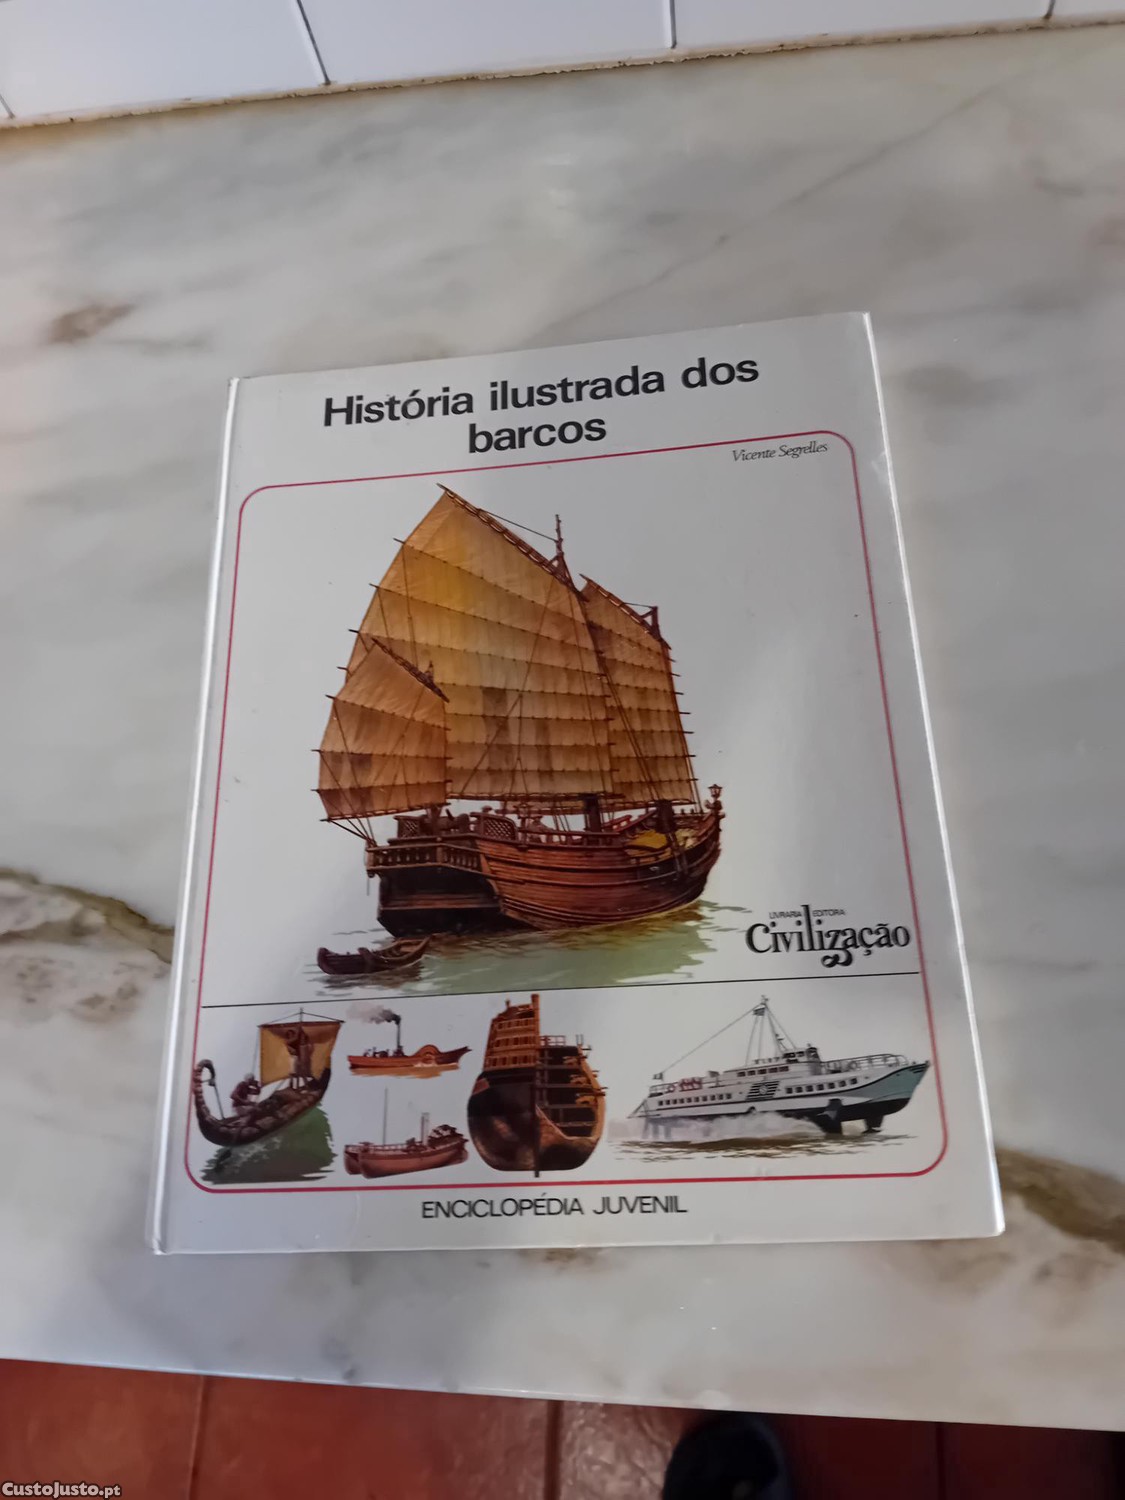 História ilustrada dos
barcos
Vicente Segrelles
LIVRARIA EDITORA
Civilização
ENCICLOPÉDIA JUVENIL
CustoJusto.pt